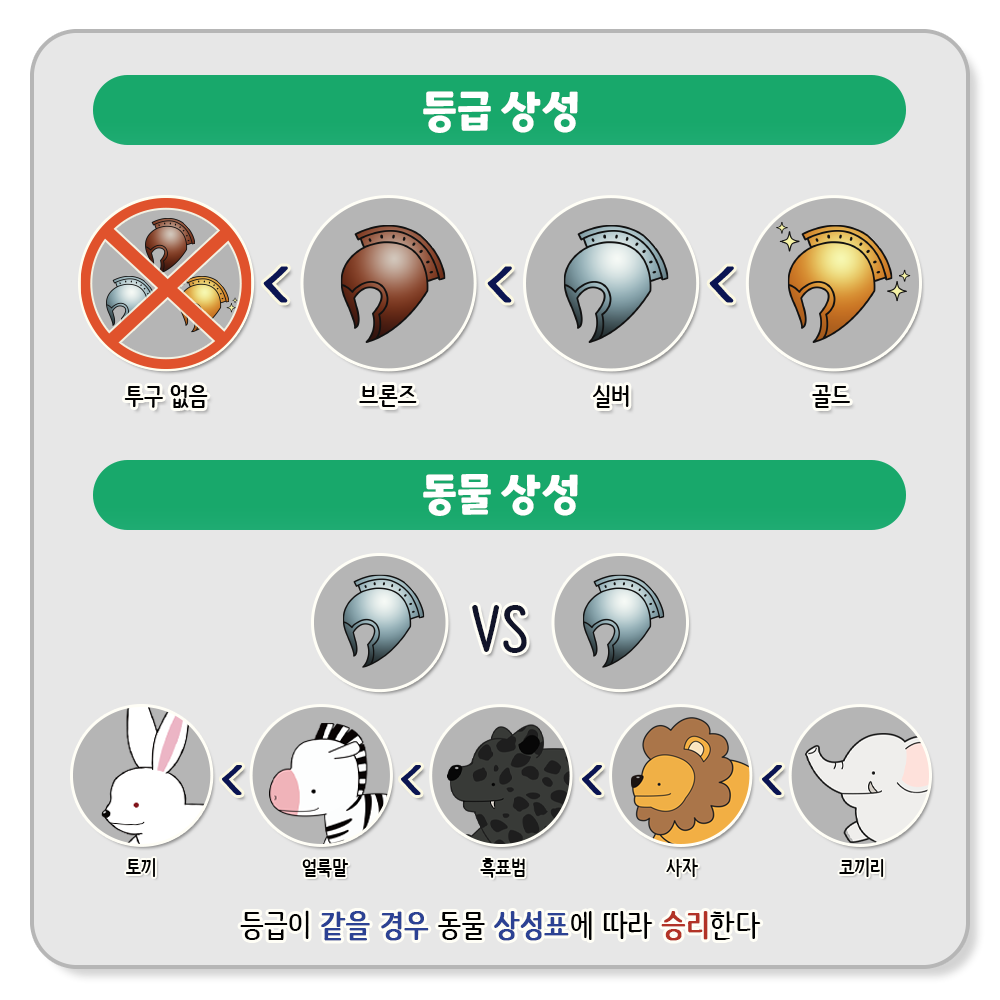 등급 상성
투구 없음 < 브론즈 < 실버 < 골드
동물 상성
VS
토끼 < 얼룩말 < 흑표범 < 사자 < 코끼리
등급이 같을 경우 동물 상성표에 따라 승리한다